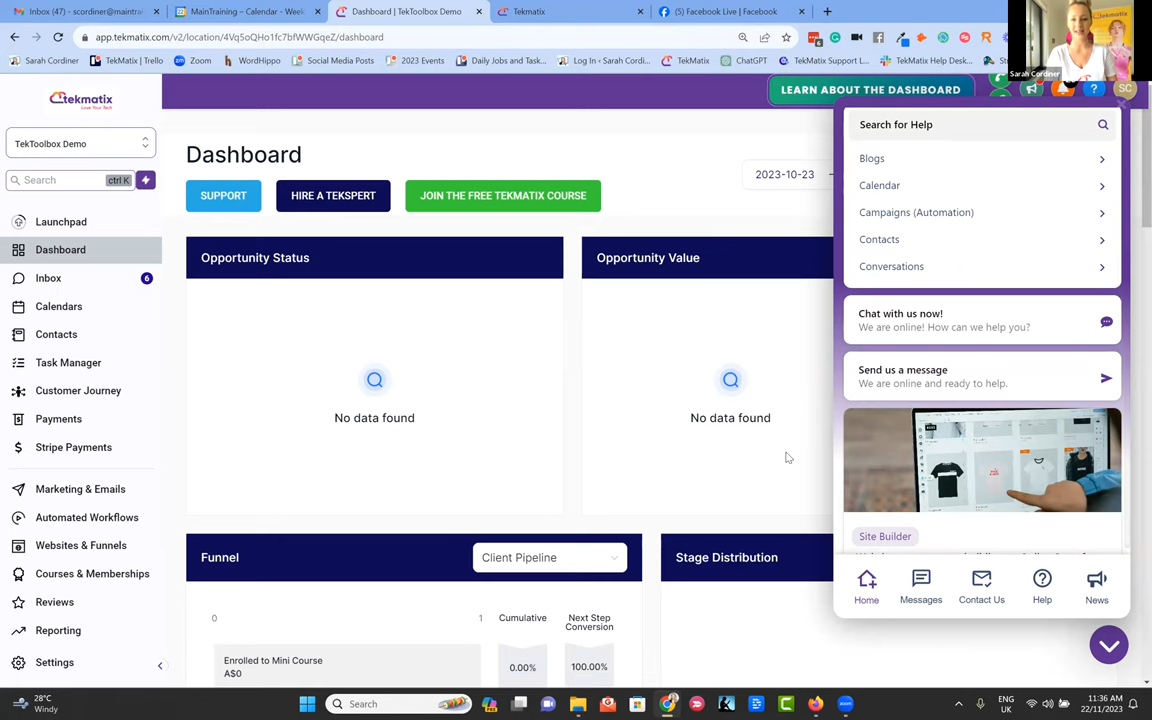 Inbox (47) - scordiner@maintrai
MainTraining – Calendar - Week
Dashboard | TekToolbox Demo
Tekmatix
(5) Facebook Live | Facebook
app.tekmatix.com/v2/location/4Vq5oQHo1fc7bfWWGqeZ/dashboard
Sarah Cordiner
TekMatix | Trello
Zoom
WordHippo
Social Media Posts
2023 Events
Daily Jobs and Task...
Log In ‹ Sarah Cordi...
TekMatix
ChatGPT
TekMatix Support L...
TekMatix Help Desk...
Sarah Cordiner
tekmatix
Love Your Tech
LEARN ABOUT THE DASHBOARD
SC
TekToolbox Demo
Search
ctrl K
Launchpad
Dashboard
Inbox
6
Calendars
Contacts
Task Manager
Customer Journey
Payments
Stripe Payments
Marketing & Emails
Automated Workflows
Websites & Funnels
Courses & Memberships
Reviews
Reporting
Settings
Dashboard
2023-10-23
SUPPORT
HIRE A TEKSPERT
JOIN THE FREE TEKMATIX COURSE
Opportunity Status
No data found
Opportunity Value
No data found
Funnel
Client Pipeline
Stage Distribution
0
1
Cumulative
Next Step
Conversion
Enrolled to Mini Course
A$0
0.00%
100.00%
Search for Help
Blogs
Calendar
Campaigns (Automation)
Contacts
Conversations
Chat with us now!
We are online! How can we help you?
Send us a message
We are online and ready to help.
Site Builder
Home
Messages
Contact Us
Help
News
28°C
Windy
Search
ENG
UK
11:36 AM
22/11/2023